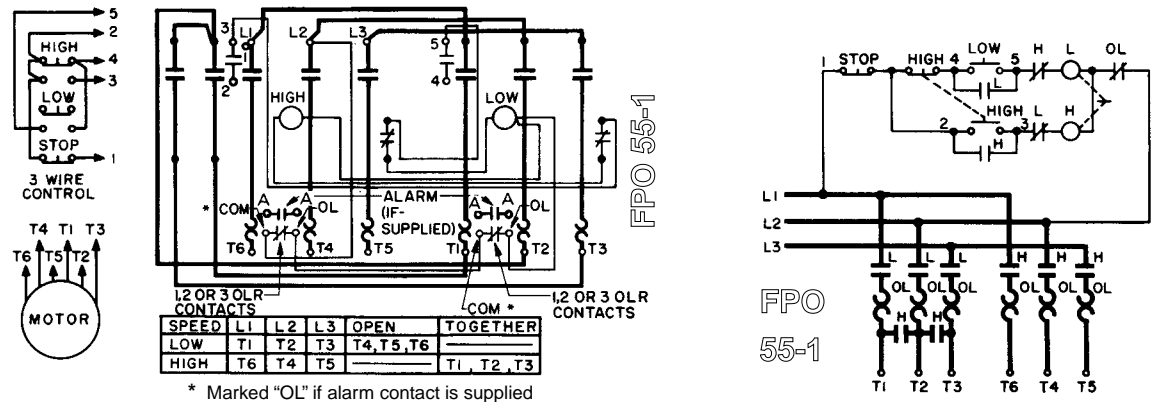 5
2
HIGH
4
3
LOW
STOP
1
3 WIRE
CONTROL
T4 T1 T3
T6 T5 T2
MOTOR
3 L1 L2 L3 5
1
2 4
HIGH LOW
A A ALARM A A
* COM OL (IF- OL
SUPPLIED)
T6 T4 T5 T1 T2 T3
1,2 OR 3 OLR
CONTACTS
COM *
1,2 OR 3 OLR
CONTACTS
SPEED L1 L2 L3 OPEN TOGETHER
LOW T1 T2 T3 T4,T5,T6
HIGH T6 T4 T5 T1, T2, T3
* Marked “OL” if alarm contact is supplied
FPO 55-1
1 STOP HIGH 4 LOW 5 H L OL
L
HIGH L H
2 3
H
L1
L2
L3
L L L H H H
OL OL OL OL
H H
T1 T2 T3 T6 T4 T5
FPO
55-1